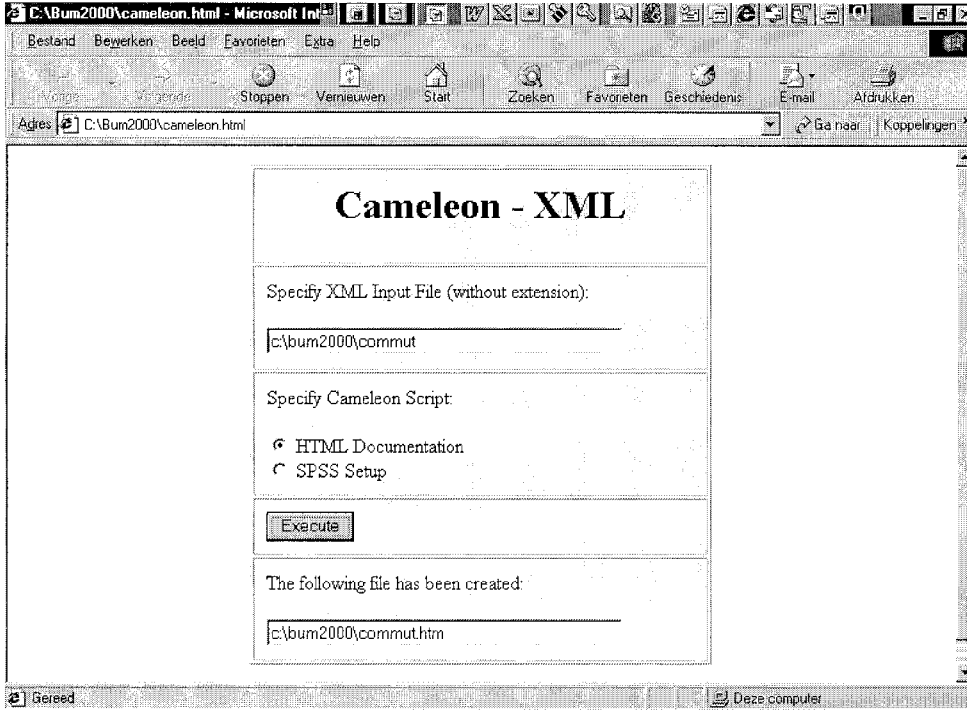 C:\Bum2000\cameleon.html - Microsoft Int
Bestand Bewerken Beeld Favorieten Extra Help
Vorige Volgende Stoppen Vernieuwen Start Zoeken Favorieten Geschiedenis E-mail Afdrukken
Adres C:\Bum2000\cameleon.html Ga naar Koppelingen
Cameleon - XML
Specify XML Input File (without extension):
c:\bum2000\commut
Specify Cameleon Script:
HTML Documentation
SPSS Setup
Execute
The following file has been created:
c:\bum2000\commut.htm
Gereed Deze computer